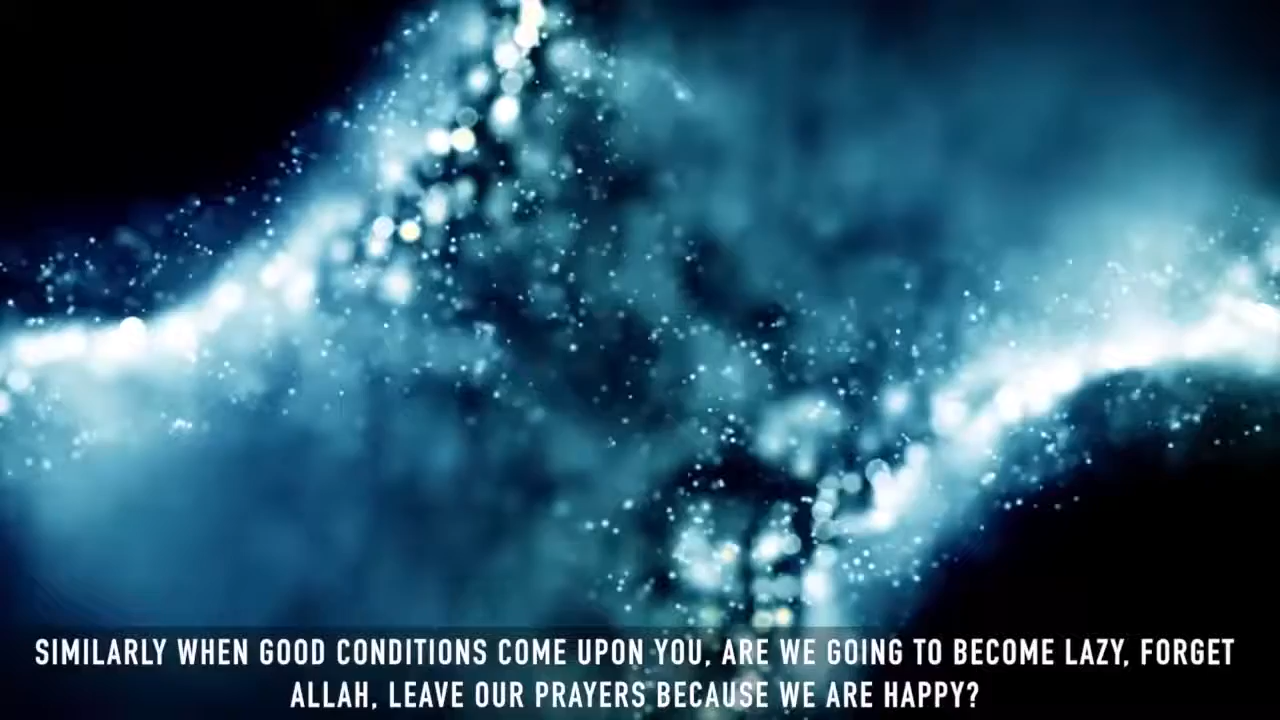 SIMILARLY WHEN GOOD CONDITIONS COME UPON YOU, ARE WE GOING TO BECOME LAZY, FORGET
ALLAH, LEAVE OUR PRAYERS BECAUSE WE ARE HAPPY?